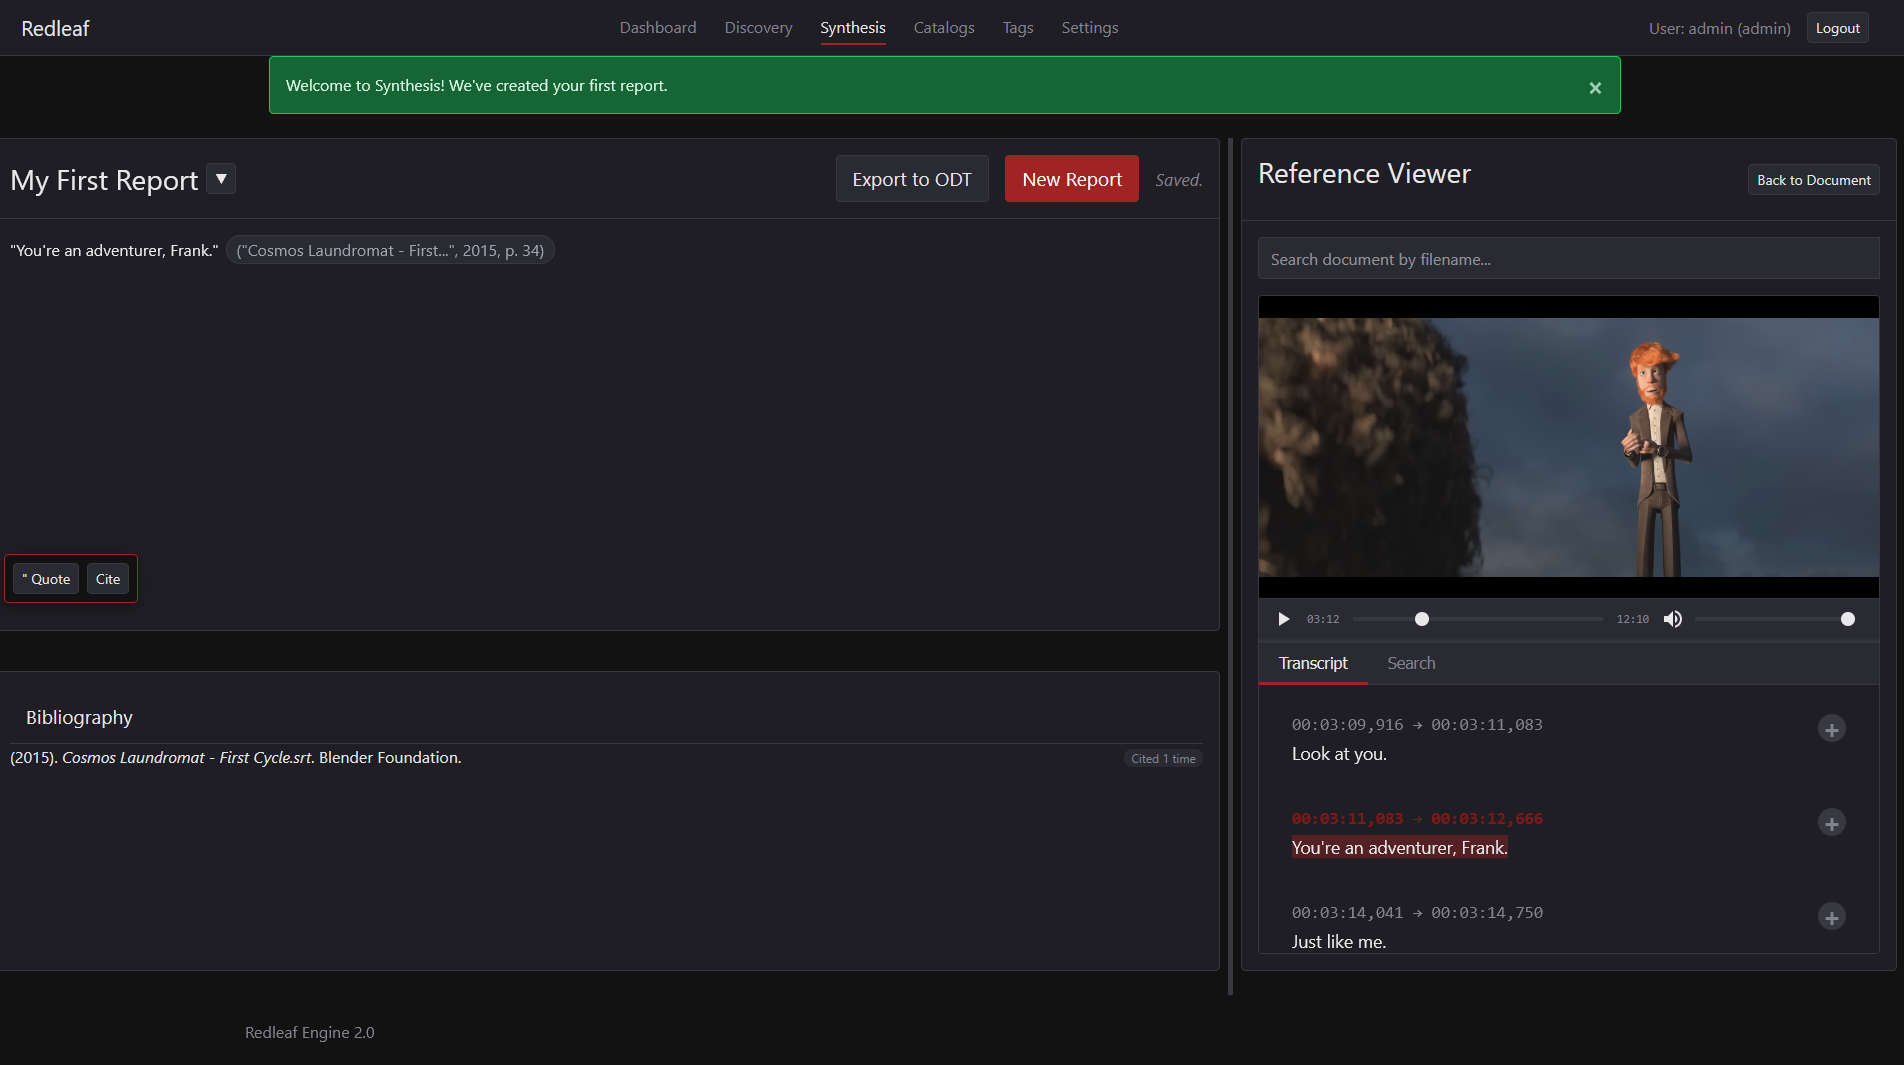 Redleaf
Dashboard
Discovery
Synthesis
Catalogs
Tags
Settings
User: admin (admin)
Logout
Welcome to Synthesis! We've created your first report.
×
My First Report
▼
Export to ODT
New Report
Saved.
"You're an adventurer, Frank." ("Cosmos Laundromat - First...", 2015, p. 34)
" Quote
Cite
Bibliography
(2015). Cosmos Laundromat - First Cycle.srt. Blender Foundation.
Cited 1 time
Reference Viewer
Back to Document
Search document by filename...
03:12
12:10
Transcript
Search
00:03:09,916 → 00:03:11,083
+
Look at you.
00:03:11,083 → 00:03:12,666
+
You're an adventurer, Frank.
00:03:14,041 → 00:03:14,750
+
Just like me.
Redleaf Engine 2.0